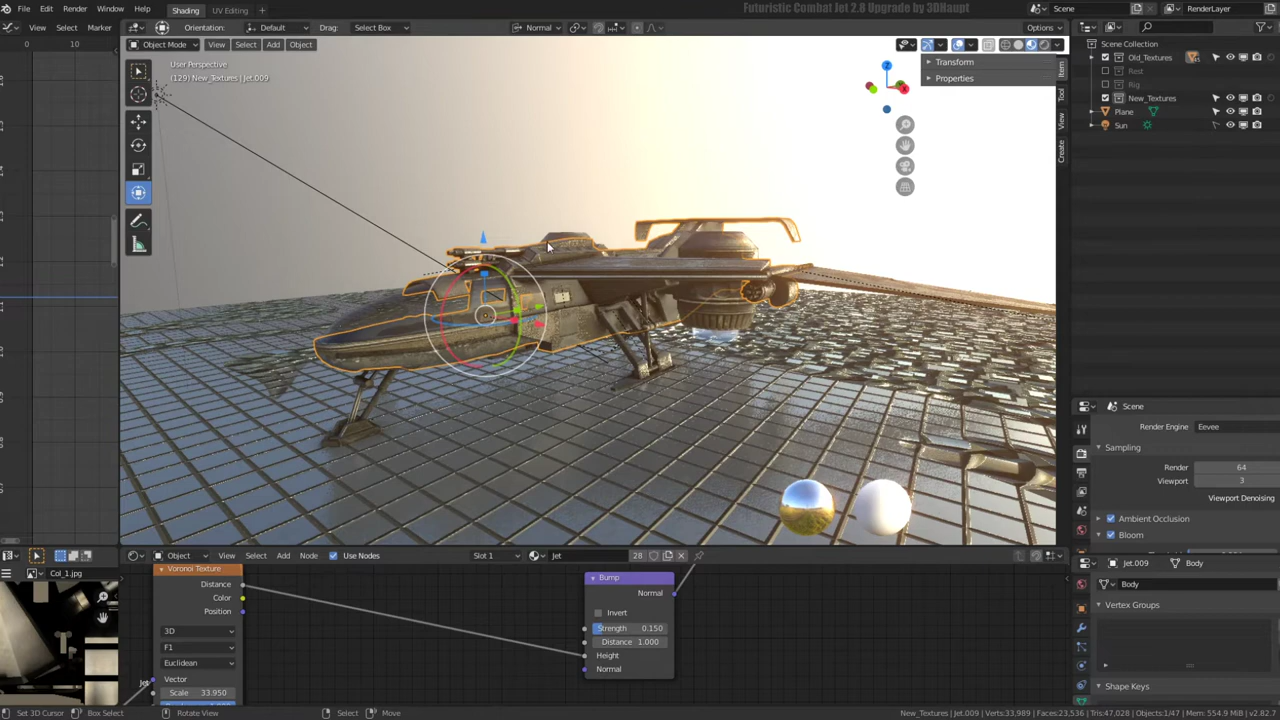 File Edit Render Window Help Shading UV Editing + Futuristic Combat Jet 2.8 Upgrade by 3DHaupt Scene RenderLayer
View Select Marker Orientation: Default Drag: Select Box Normal Options
0 10 Object Mode View Select Add Object
User Perspective
(129) New_Textures | Jet.009
Z
X
Transform
Properties
Item
Tool
View
Create
Scene Collection
Old_Textures
Rest
Rig
New_Textures
Plane
Sun
Scene
Render Engine Eevee
Sampling
Render 64
Viewport 3
Viewport Denoising
Ambient Occlusion
Bloom
Jet.009 Body
Body
Vertex Groups
Shape Keys
Object View Select Add Node Use Nodes Slot 1 Jet 28
Col_1.jpg
Voronoi Texture
Distance
Color
Position
3D
F1
Euclidean
Vector
Scale 33.950
Jet
Bump
Normal
Invert
Strength 0.150
Distance 1.000
Height
Normal
Set 3D Cursor Box Select Rotate View Select Move New_Textures | Jet.009 | Verts:33,989 | Faces:23,536 | Tris:47,028 | Objects:1/47 | Mem: 554.9 MiB | v2.82.7